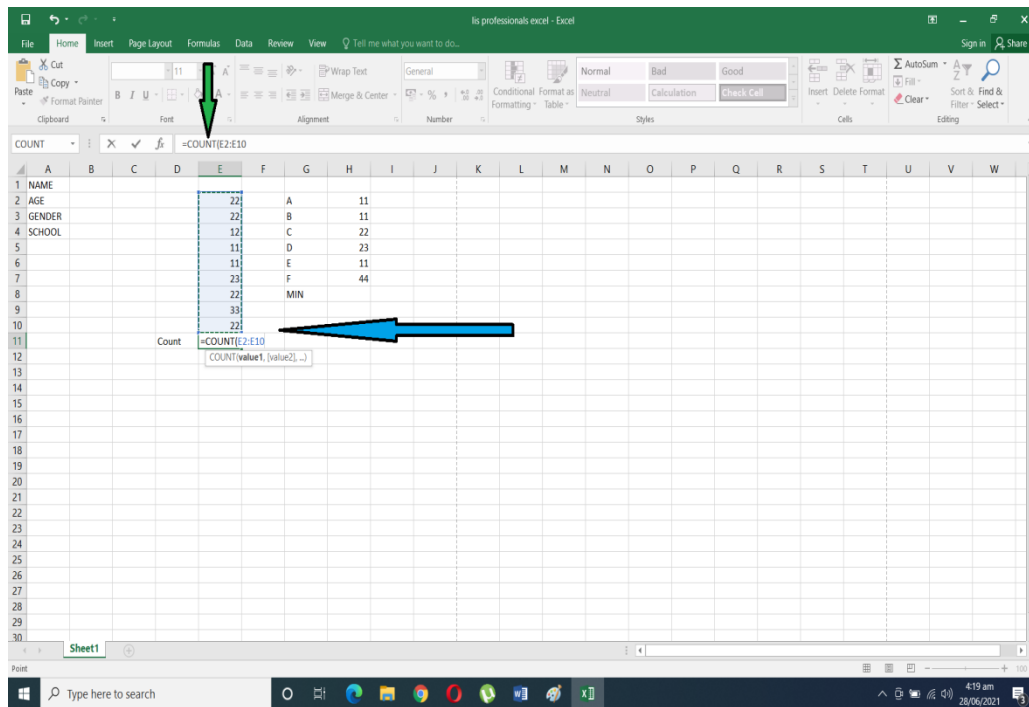 lis professionals excel - Excel
File Home Insert Page Layout Formulas Data Review View Tell me what you want to do... Sign in Share
Cut
Copy
Format Painter
Paste
Clipboard
11
A
B I U
A
Font
Wrap Text
Merge & Center
Alignment
General
%
Number
Conditional Formatting
Format as Table
Normal Bad Good
Neutral Calculation Check Cell
Styles
Insert Delete Format
Cells
AutoSum
Fill
Clear
Sort & Filter
Find & Select
Editing
COUNT fx =COUNT(E2:E10
A B C D E F G H I J K L M N O P Q R S T U V W
1 NAME
2 AGE 22 A 11
3 GENDER 22 B 11
4 SCHOOL 12 C 22
5 11 D 23
6 11 E 11
7 23 F 44
8 22 MIN
9 33
10 22
11 Count =COUNT(E2:E10
12 COUNT(value1, [value2], ...)
13
14
15
16
17
18
19
20
21
22
23
24
25
26
27
28
29
30
Sheet1
Point 100
Type here to search
4:19 am
28/06/2021